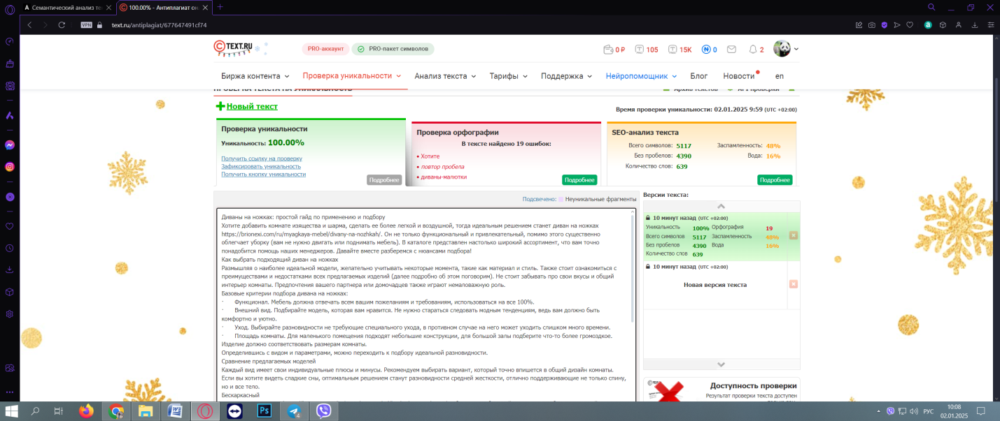 Семантический анализ те
100.00% - Антиплагиат он
VPN
text.ru/antiplagiat/677647491cf74
TEXT.RU
PRO-аккаунт
PRO-пакет символов
0 ₽
105
15K
0
2
Биржа контента
Проверка уникальности
Анализ текста
Тарифы
Поддержка
Нейропомощник
Блог
Новости
en
ПРОВЕРКА ТЕКСТА НА УНИКАЛЬНОСТЬ
Архив текстов
API проверки
Новый текст
Время проверки уникальности: 02.01.2025 9:59 (UTC +02:00)
Проверка уникальности
Уникальность: 100.00%
Получить ссылку на проверку
Зафиксировать уникальность
Получить кнопку уникальности
Подробнее
Проверка орфографии
В тексте найдено 19 ошибок:
• Хотите
• повтор пробела
• диваны-малютки
Подробнее
SEO-анализ текста
Всего символов: 5117
Без пробелов: 4390
Количество слов: 639
Заспамленность: 48%
Вода: 16%
Подробнее
Подсвечено: Неуникальные фрагменты
Диваны на ножках: простой гайд по применению и подбору
Хотите добавить комнате изящества и шарма, сделать ее более легкой и воздушной, тогда идеальным решением станет диван на ножках
https://brionexi.com/ru/myagkaya-mebel/divany-na-nozhkah/. Он не только функциональный и привлекательный, помимо этого существенно
облегчает уборку (вам не нужно двигать или поднимать мебель). В каталоге представлен настолько широкий ассортимент, что вам точно
понадобится помощь наших менеджеров. Давайте вместе разберемся с нюансами подбора!
Как выбрать подходящий диван на ножках
Размышляя о наиболее идеальной модели, желательно учитывать некоторые момента, такие как материал и стиль. Также стоит ознакомиться с
преимуществами и недостатками всех предлагаемых изделий (далее подробно об этом поговорим). Не стоит забывать про свои вкусы и общий
интерьер комнаты. Предпочтения вашего партнера или домочадцев также играют немаловажную роль.
Базовые критерии подбора дивана на ножках:
· Функционал. Мебель должна отвечать всем вашим пожеланиям и требованиям, использоваться на все 100%.
· Внешний вид. Подбирайте модель, которая вам нравится. Не нужно стараться следовать модным тенденциям, ведь вам должно быть
комфортно и уютно.
· Уход. Выбирайте разновидности не требующие специального ухода, в противном случае на него может уходить слишком много времени.
· Площадь комнаты. Для маленького помещения подходят небольшие конструкции, для большой залы подберите что-то более громоздкое.
Изделие должно соответствовать размерам комнаты.
Определившись с видом и параметрами, можно переходить к подбору идеальной разновидности.
Сравнение предлагаемых моделей
Каждый вид имеет свои индивидуальные плюсы и минусы. Рекомендуем выбирать вариант, который точно впишется в общий дизайн комнаты.
Если вы хотите видеть сладкие сны, оптимальным решением станут разновидности средней жесткости, отлично поддерживающие не только спину,
но и все тело.
Бескаркасный
Версии текста:
10 минут назад (UTC +02:00)
Уникальность 100% Орфография 19
Всего символов 5117 Заспамленность 48%
Без пробелов 4390 Вода 16%
Количество слов 639
10 минут назад (UTC +02:00)
Новая версия текста
Доступность проверки
Результат проверки текста доступен
РУС
10:08
02.01.2025